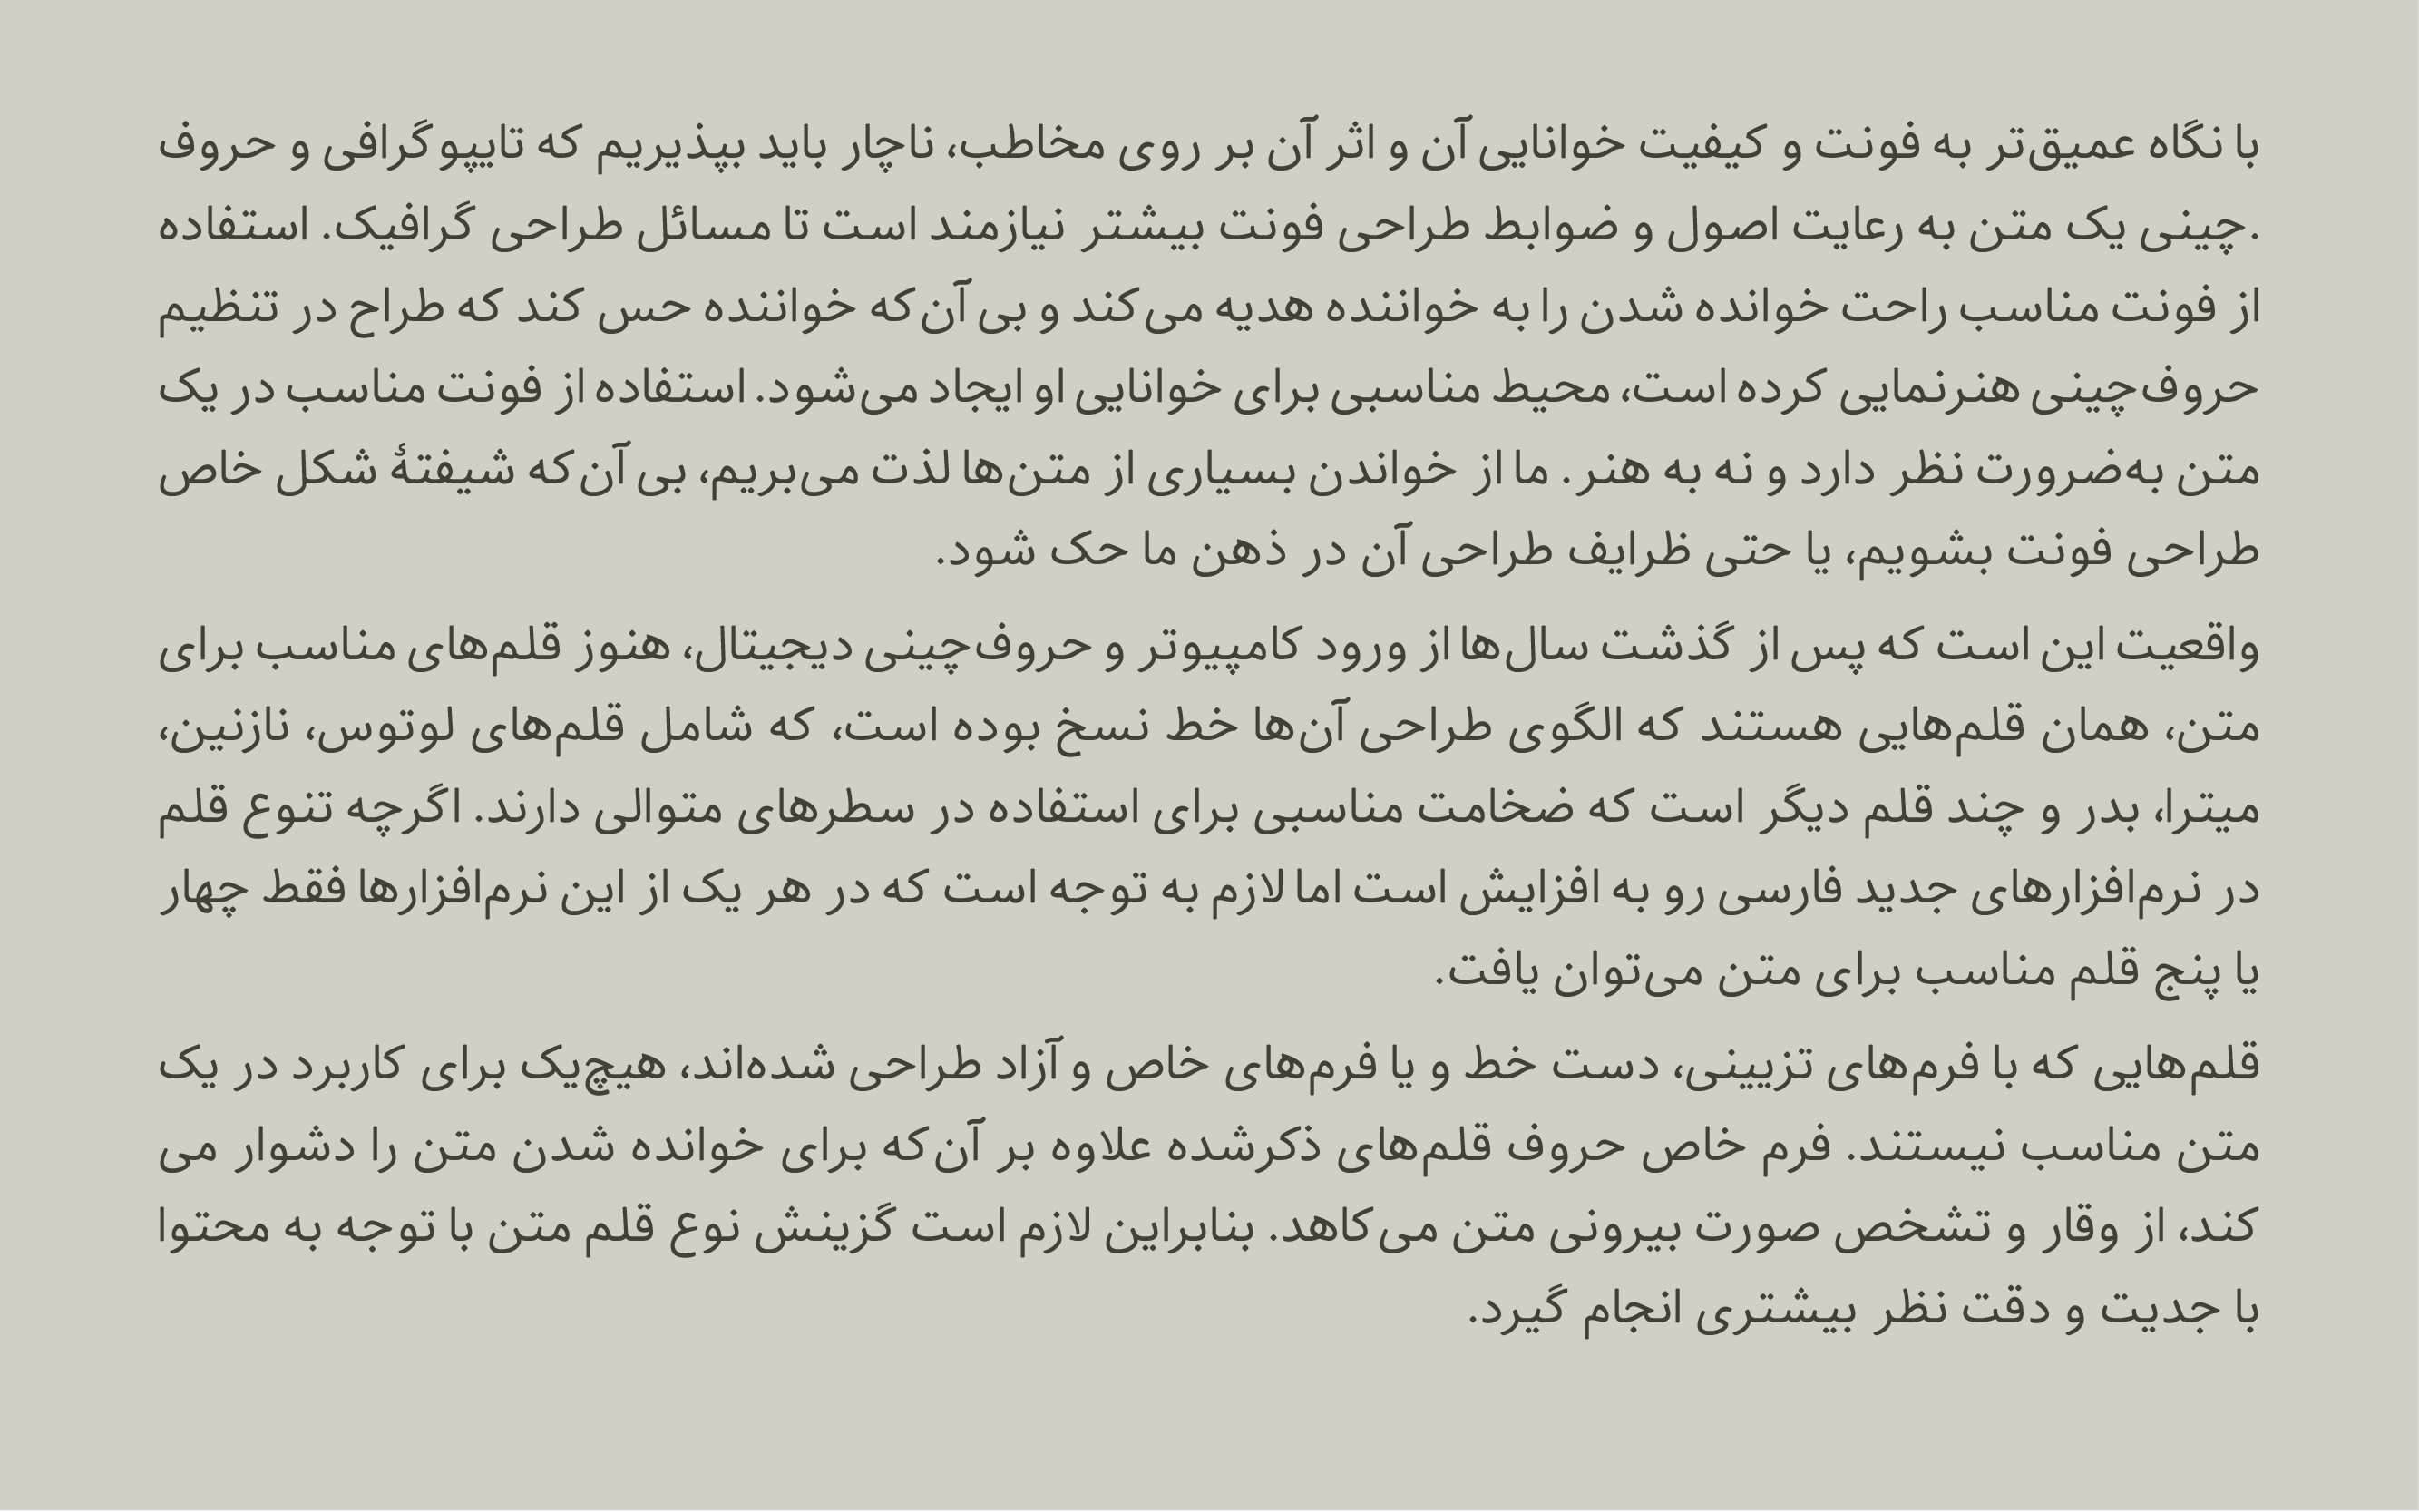 با نگاه عمیق‌تر به فونت و کیفیت خوانایی آن و اثر آن بر روی مخاطب، ناچار باید بپذیریم که تایپوگرافی و حروف
.چینی یک متن به رعایت اصول و ضوابط طراحی فونت بیشتر نیازمند است تا مسائل طراحی گرافیک. استفاده
از فونت مناسب راحت خوانده شدن را به خواننده هدیه می‌کند و بی‌آن‌که خواننده حس کند که طراح در تنظیم
حروف‌چینی هنرنمایی کرده است، محیط مناسبی برای خوانایی او ایجاد می‌شود. استفاده از فونت مناسب در یک
متن به‌ضرورت نظر دارد و نه به هنر. ما از خواندن بسیاری از متن‌ها لذت می‌بریم، بی‌آن‌که شیفتهٔ شکل خاص
طراحی فونت بشویم، یا حتی ظرایف طراحی آن در ذهن ما حک شود.
واقعیت این است که پس از گذشت سال‌ها از ورود کامپیوتر و حروف‌چینی دیجیتال، هنوز قلم‌های مناسب برای
متن، همان قلم‌هایی هستند که الگوی طراحی آن‌ها خط نسخ بوده است، که شامل قلم‌های لوتوس، نازنین،
میترا، بدر و چند قلم دیگر است که ضخامت مناسبی برای استفاده در سطرهای متوالی دارند. اگرچه تنوع قلم
در نرم‌افزارهای جدید فارسی رو به افزایش است اما لازم به توجه است که در هر یک از این نرم‌افزارها فقط چهار
یا پنج قلم مناسب برای متن می‌توان یافت.
قلم‌هایی که با فرم‌های تزیینی، دست خط و یا فرم‌های خاص و آزاد طراحی شده‌اند، هیچ‌یک برای کاربرد در یک
متن مناسب نیستند. فرم خاص حروف قلم‌های ذکرشده علاوه بر آن‌که برای خوانده شدن متن را دشوار می
کند، از وقار و تشخص صورت بیرونی متن می‌کاهد. بنابراین لازم است گزینش نوع قلم متن با توجه به محتوا
با جدیت و دقت نظر بیشتری انجام گیرد.